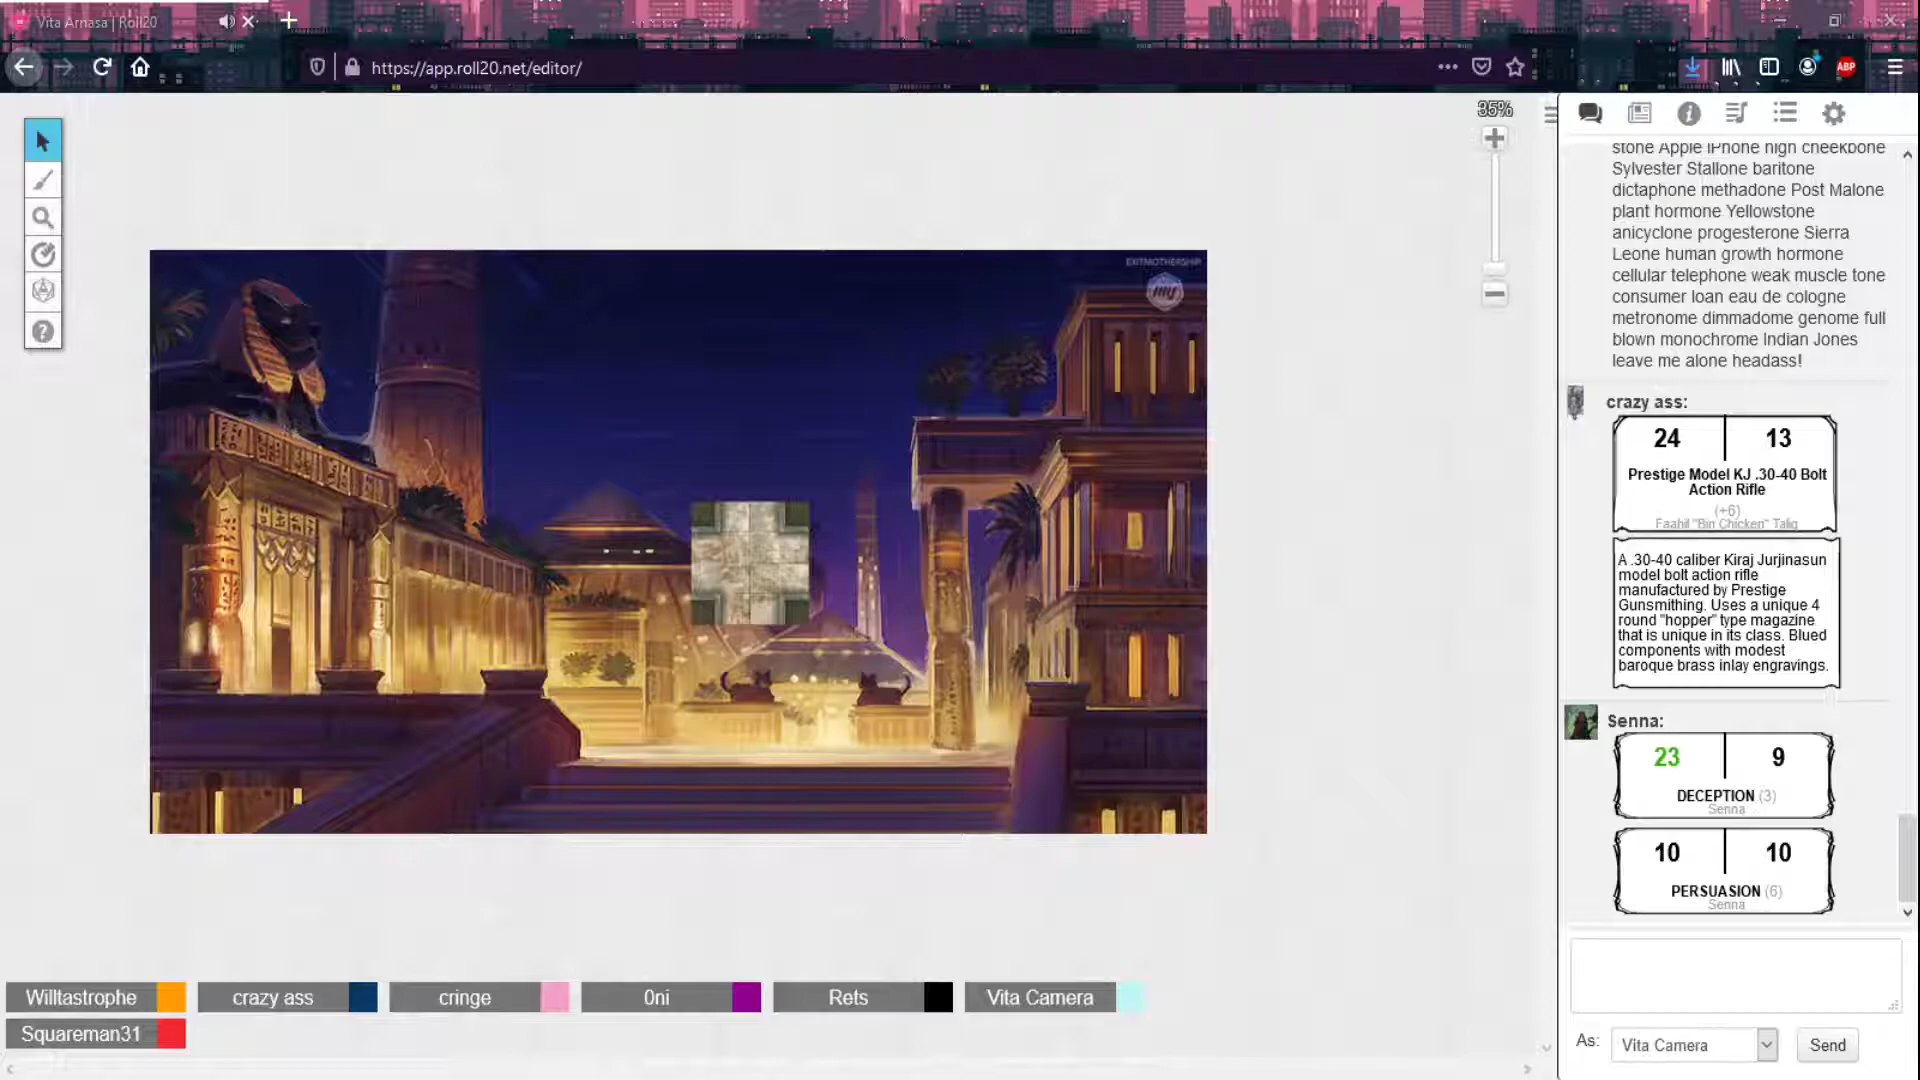 Vita Arnasa | Roll20
https://app.roll20.net/editor/
ABP
35%
EXITMOTHERSHIP
my
stone Apple iPhone high cheekbone
Sylvester Stallone baritone
dictaphone methadone Post Malone
plant hormone Yellowstone
anicyclone progesterone Sierra
Leone human growth hormone
cellular telephone weak muscle tone
consumer loan eau de cologne
metronome dimmadome genome full
blown monochrome Indian Jones
leave me alone headass!
crazy ass:
24 13
Prestige Model KJ .30-40 Bolt
Action Rifle
(+6)
Faahil "Bin Chicken" Talig
A .30-40 caliber Kiraj Jurjinasun
model bolt action rifle
manufactured by Prestige
Gunsmithing. Uses a unique 4
round "hopper" type magazine
that is unique in its class. Blued
components with modest
baroque brass inlay engravings.
Senna:
23 9
DECEPTION (3)
Senna
10 10
PERSUASION (6)
Senna
Willtastrophe
crazy ass
cringe
0ni
Rets
Vita Camera
Squareman31
As:
Vita Camera
Send